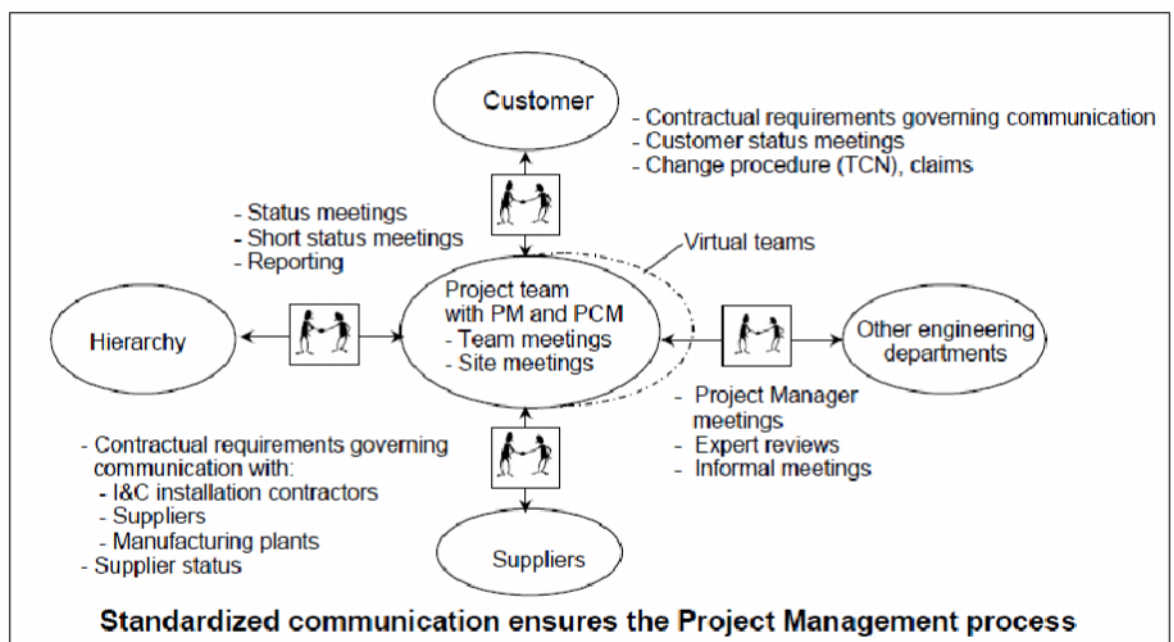 Customer
- Contractual requirements governing communication
- Customer status meetings
- Change procedure (TCN), claims
- Status meetings
- Short status meetings
- Reporting
Virtual teams
Project team
with PM and PCM
- Team meetings
- Site meetings
Hierarchy
Other engineering
departments
- Project Manager
meetings
- Expert reviews
- Informal meetings
- Contractual requirements governing
communication with:
- I&C installation contractors
- Suppliers
- Manufacturing plants
- Supplier status
Suppliers
Standardized communication ensures the Project Management process